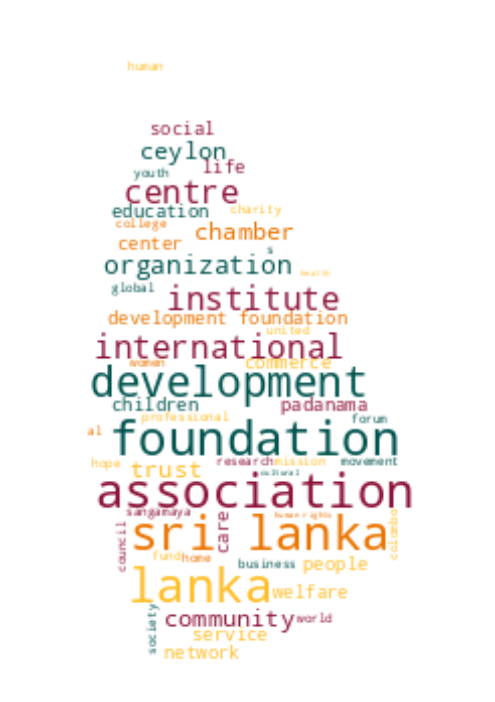 human
social
ceylon
life
youth
centre
education charity
college
chamber
center
s
organization
health
global
institute
development foundation
united
international
women commerce
development
children padanama
professional forum
al
foundation
hope trust research mission movement
cultural
association
sangamaya human rights
sri lanka
care
council
colombo
fund home
business people
lanka welfare
society
community world
service
network